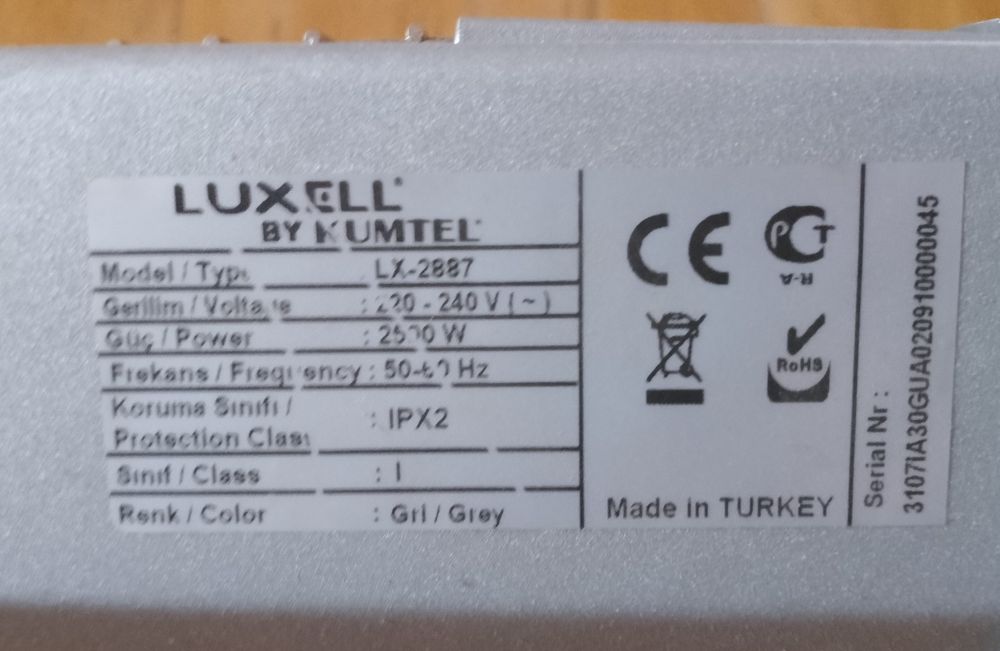 LUXELL
BY KUMTEL
Model / Type : LX-2887
Gerilim / Voltage : 220 - 240 V ( ~ )
Güç / Power : 2500 W
Frekans / Frequency : 50-60 Hz
Koruma Sınıfı /
Protection Class : IPX2
Sınıf / Class : I
Renk / Color : Gri / Grey
CE
PCT
R-A
RoHS
Made in TURKEY
Serial Nr :
3107IA30GUA020910000045